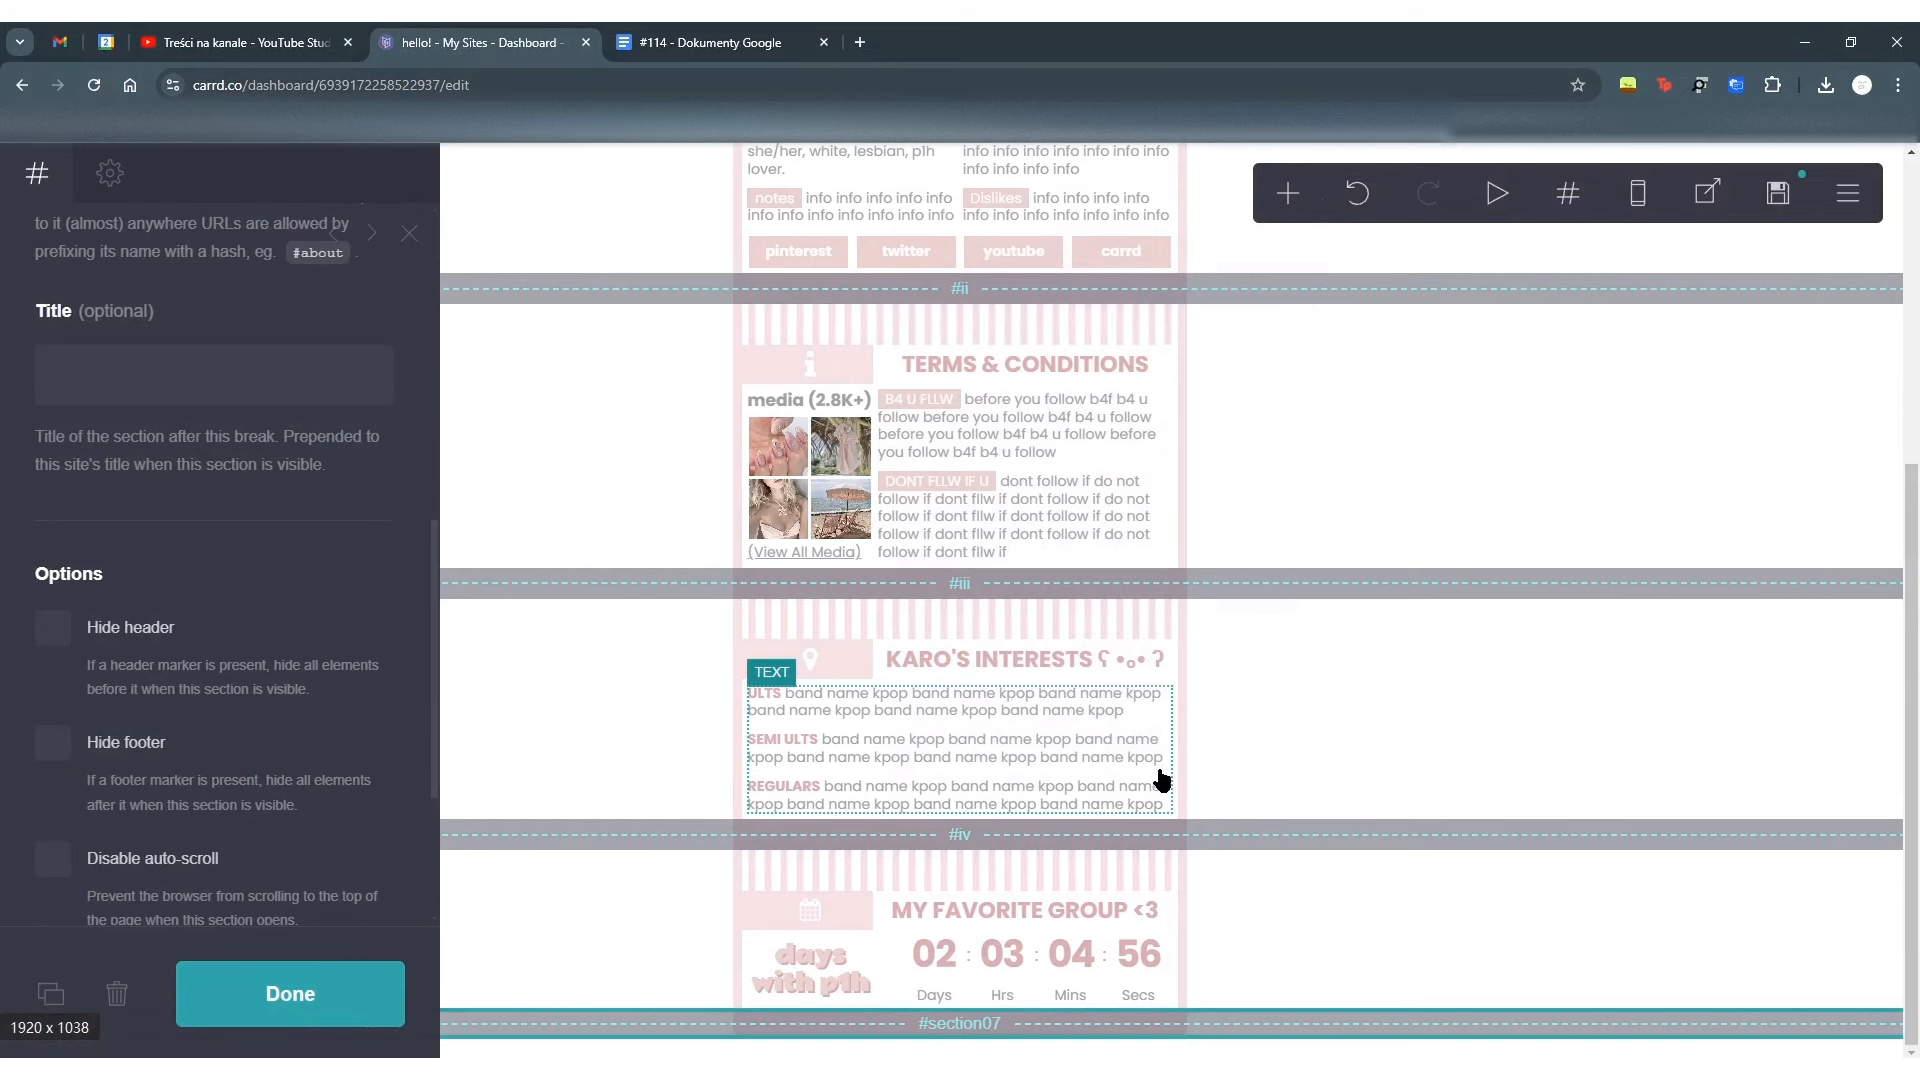 Treści na kanale - YouTube Stud
hello! - My Sites - Dashboard -
#114 - Dokumenty Google
carrd.co/dashboard/6939172258522937/edit
to it (almost) anywhere URLs are allowed by
prefixing its name with a hash, eg. #about .
Title (optional)
Title of the section after this break. Prepended to
this site's title when this section is visible.
Options
Hide header
If a header marker is present, hide all elements
before it when this section is visible.
Hide footer
If a footer marker is present, hide all elements
after it when this section is visible.
Disable auto-scroll
Prevent the browser from scrolling to the top of
the page when this section opens.
Done
1920 x 1038
she/her, white, lesbian, p1h
lover.
notes info info info info info
info info info info info info info
info info info info info info info
info info info info
Dislikes info info info info
info info info info info info info
pinterest
twitter
youtube
carrd
#ii
TERMS & CONDITIONS
media (2.8K+)
(View All Media)
B4 U FLLW before you follow b4f b4 u
follow before you follow b4f b4 u follow
before you follow b4f b4 u follow before
you follow b4f b4 u follow
DONT FLLW IF U dont follow if do not
follow if dont fllw if dont follow if do not
follow if dont fllw if dont follow if do not
follow if dont fllw if dont follow if do not
follow if dont fllw if
#iii
KARO'S INTERESTS ʕ •ₒ• ʔ
TEXT
ULTS band name kpop band name kpop band name kpop
band name kpop band name kpop band name kpop
SEMI ULTS band name kpop band name kpop band name
kpop band name kpop band name kpop band name kpop
REGULARS band name kpop band name kpop band name
kpop band name kpop band name kpop band name kpop
#iv
MY FAVORITE GROUP <3
days
with p1h
02 : 03 : 04 : 56
Days Hrs Mins Secs
#section07